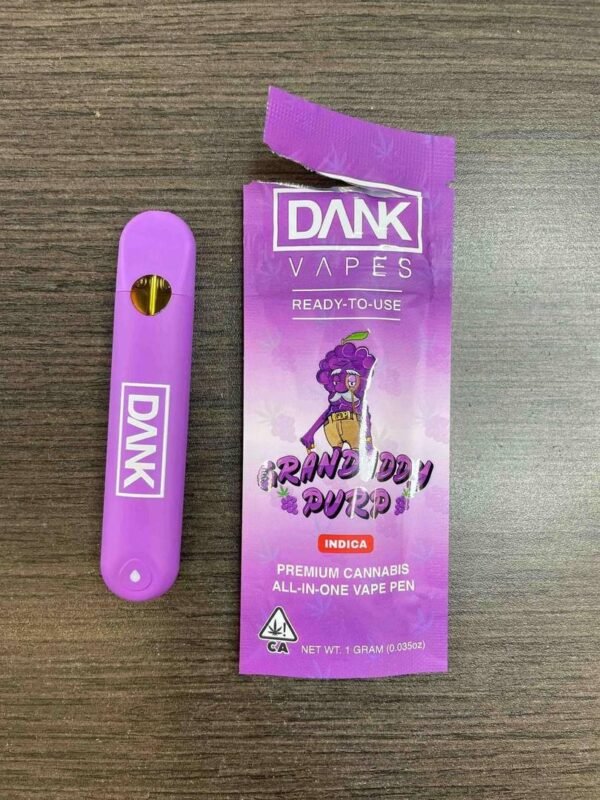 DANK
DANK
VAPES
READY-TO-USE
GRANDADDY
PURP
INDICA
PREMIUM CANNABIS
ALL-IN-ONE VAPE PEN
CA
NET WT. 1 GRAM (0.035oz)